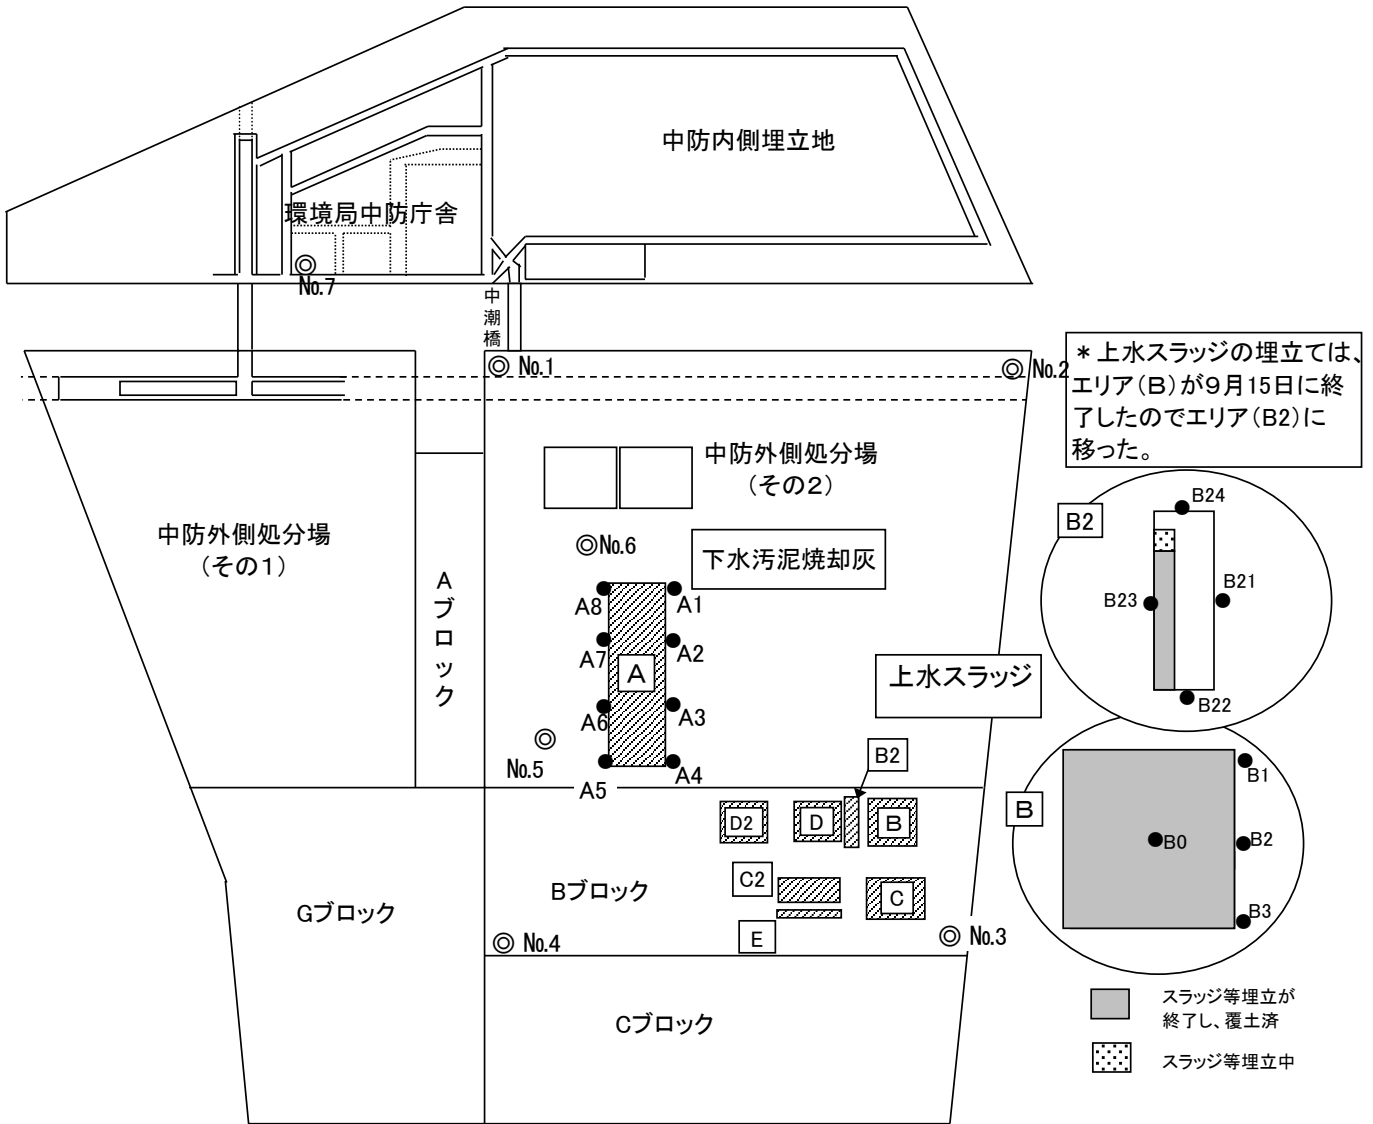 中防内側埋立地
環境局中防庁舎
No.7
中潮橋
No.1
No.2
＊上水スラッジの埋立ては、
エリア（B）が９月15日に終
了したのでエリア（B2）に
移った。
中防外側処分場
（その２）
中防外側処分場
（その１）
Aブロック
No.6
下水汚泥焼却灰
A8
A1
A7
A2
A
A6
A3
No.5
A5
A4
上水スラッジ
B2
B24
B23
B21
B22
B2
D2
D
B
C2
C
E
Bブロック
Gブロック
No.4
No.3
Cブロック
B
B1
B0
B2
B3
スラッジ等埋立が
終了し、覆土済
スラッジ等埋立中